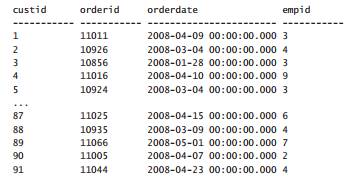 custid orderid orderdate empid
----------- ----------- ----------------------- -----------
1 11011 2008-04-09 00:00:00.000 3
2 10926 2008-03-04 00:00:00.000 4
3 10856 2008-01-28 00:00:00.000 3
4 11016 2008-04-10 00:00:00.000 9
5 10924 2008-03-04 00:00:00.000 3
...
87 11025 2008-04-15 00:00:00.000 6
88 10935 2008-03-09 00:00:00.000 4
89 11066 2008-05-01 00:00:00.000 7
90 11005 2008-04-07 00:00:00.000 2
91 11044 2008-04-23 00:00:00.000 4